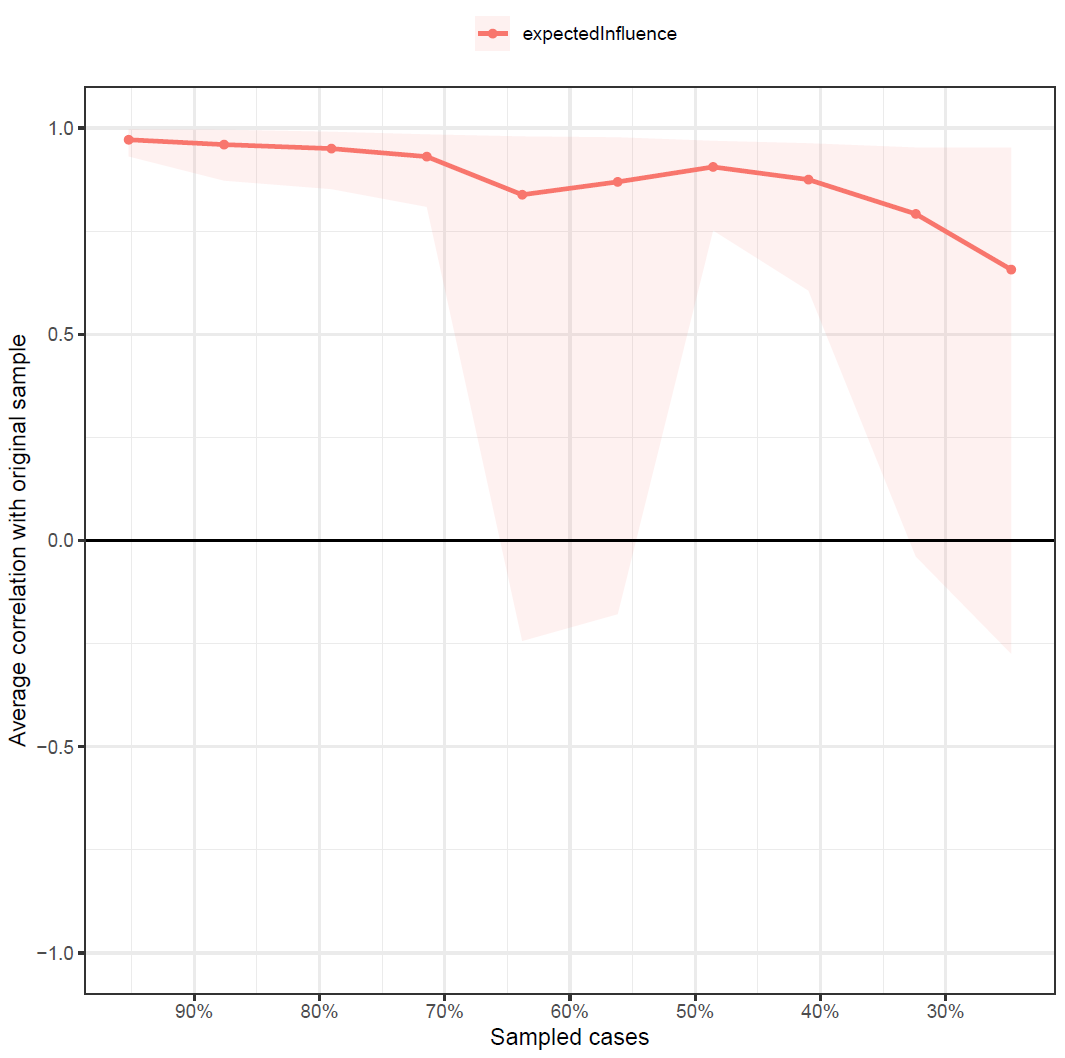 expectedInfluence
Average correlation with original sample
1.0
0.5
0.0
−0.5
−1.0
90% 80% 70% 60% 50% 40% 30%
Sampled cases